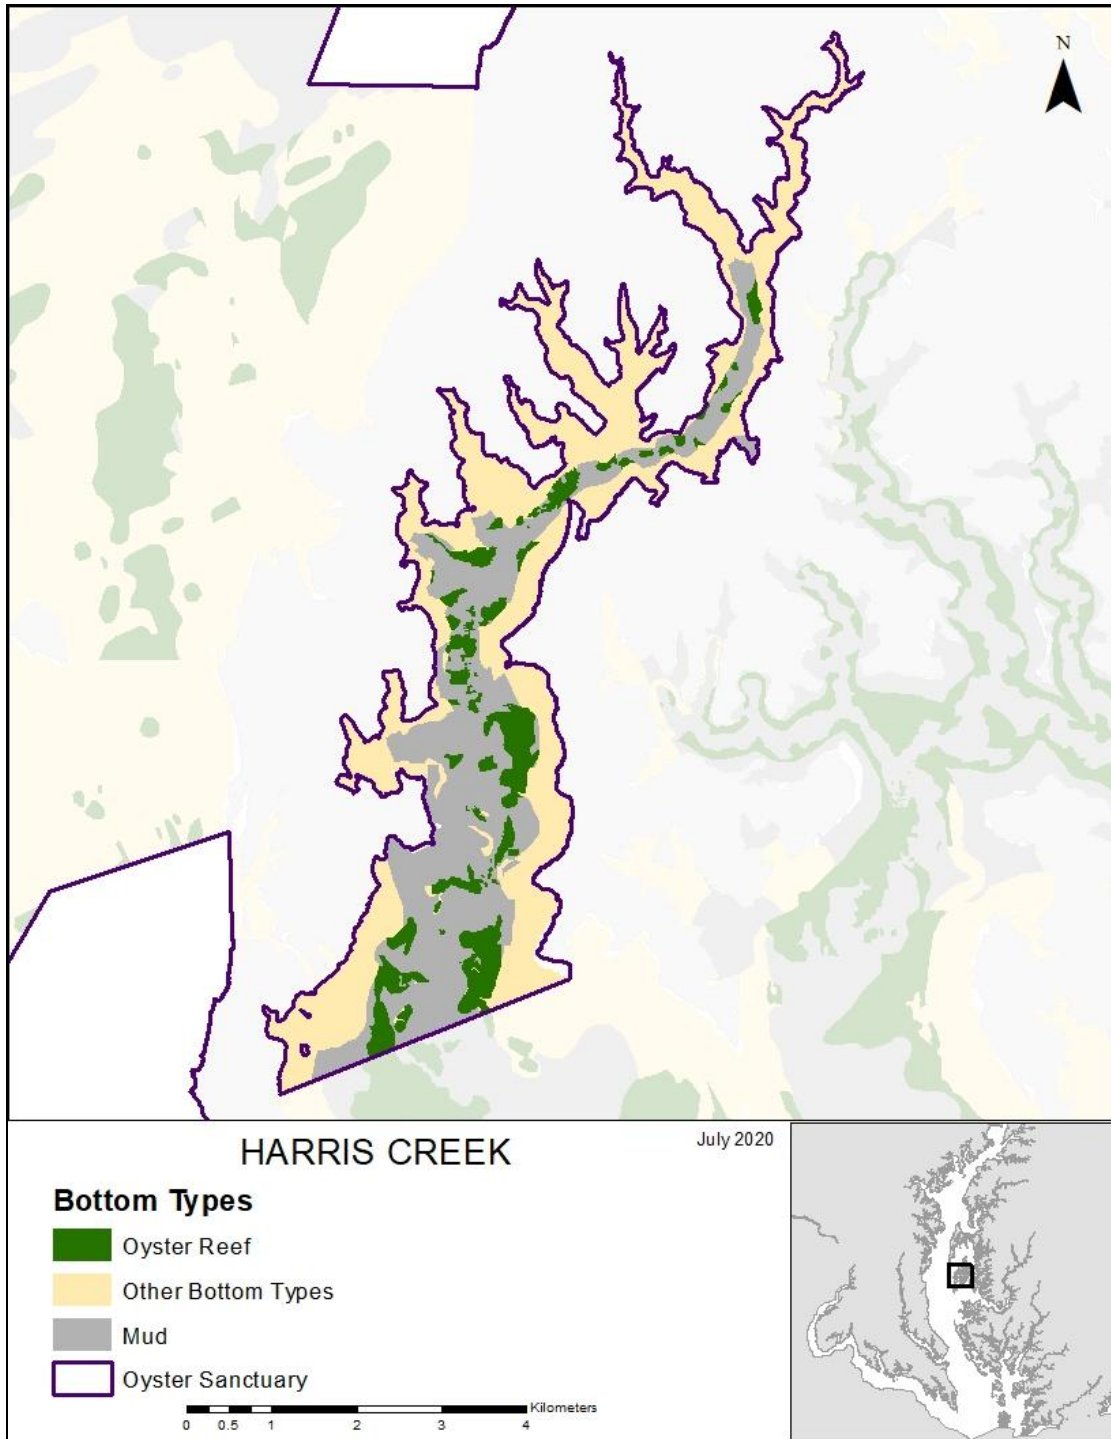 N
HARRIS CREEK
July 2020
Bottom Types
Oyster Reef
Other Bottom Types
Mud
Oyster Sanctuary
Kilometers
0 0.5 1 2 3 4